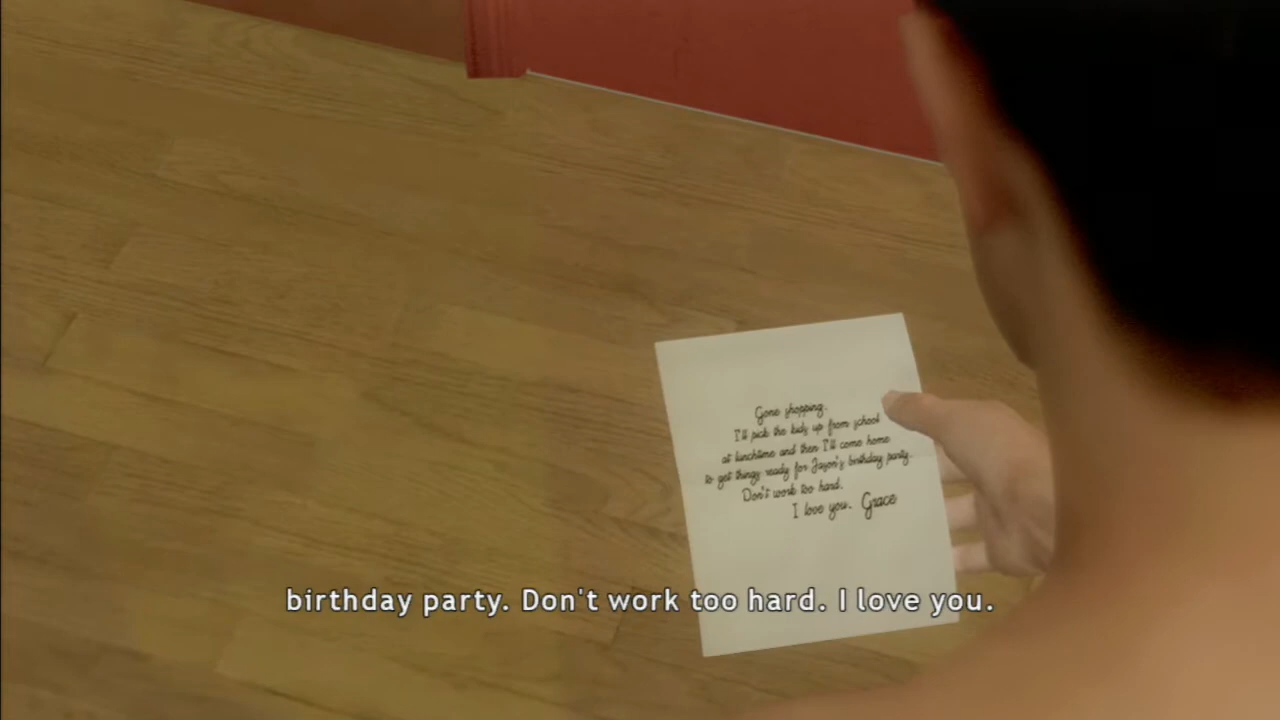 Gone shopping.
I'll pick the kids up from school
at lunchtime and then I'll come home
to get things ready for Jason's birthday party.
Don't work too hard.
I love you. Grace
birthday party. Don't work too hard. I love you.